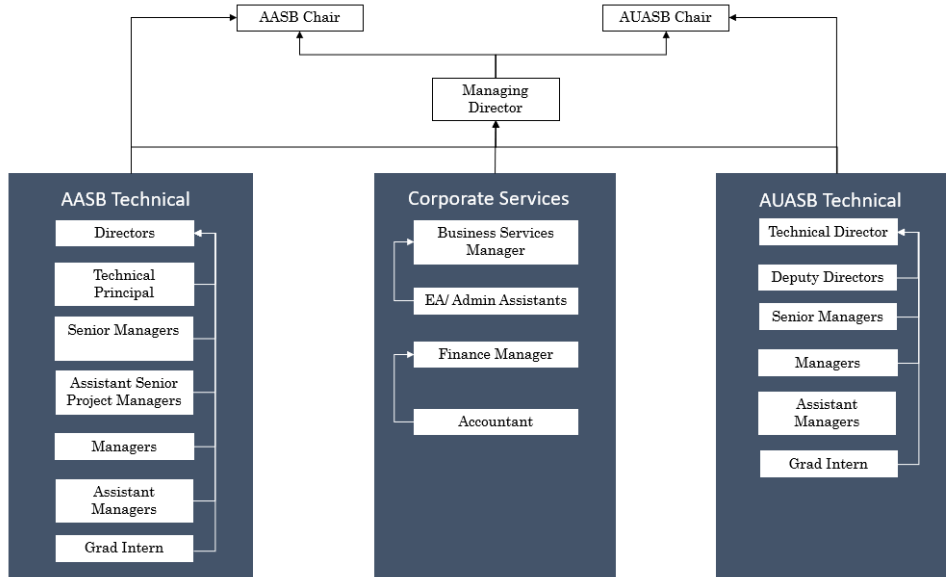 AASB Chair
AUASB Chair
Managing
Director
AASB Technical
Directors
Technical
Principal
Senior Managers
Assistant Senior
Project Managers
Managers
Assistant
Managers
Grad Intern
Corporate Services
Business Services
Manager
EA/ Admin Assistants
Finance Manager
Accountant
AUASB Technical
Technical Director
Deputy Directors
Senior Managers
Managers
Assistant
Managers
Grad Intern